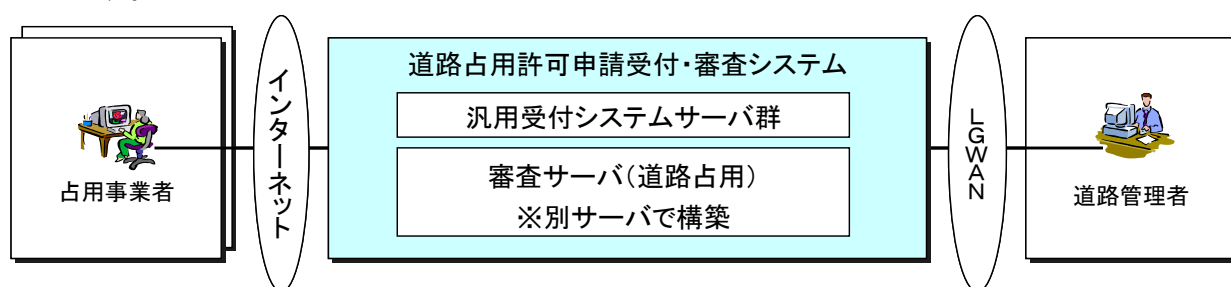 占用事業者
インターネット
道路占用許可申請受付・審査システム
汎用受付システムサーバ群
審査サーバ(道路占用)
※別サーバで構築
LGWAN
道路管理者